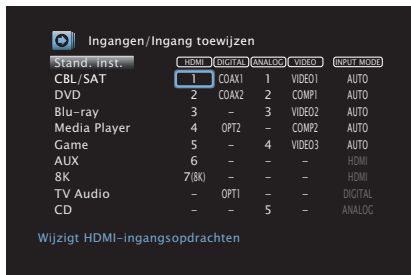 Ingangen/Ingang toewijzen
Stand. inst. HDMI DIGITAL ANALOG VIDEO INPUT MODE
CBL/SAT 1 COAX1 1 VIDEO1 AUTO
DVD 2 COAX2 2 COMP1 AUTO
Blu-ray 3 – 3 VIDEO2 AUTO
Media Player 4 OPT2 – COMP2 AUTO
Game 5 – 4 VIDEO3 AUTO
AUX 6 – – – HDMI
8K 7(8K) – – – HDMI
TV Audio – OPT1 – – DIGITAL
CD – – 5 – ANALOG
Wijzigt HDMI-ingangsopdrachten